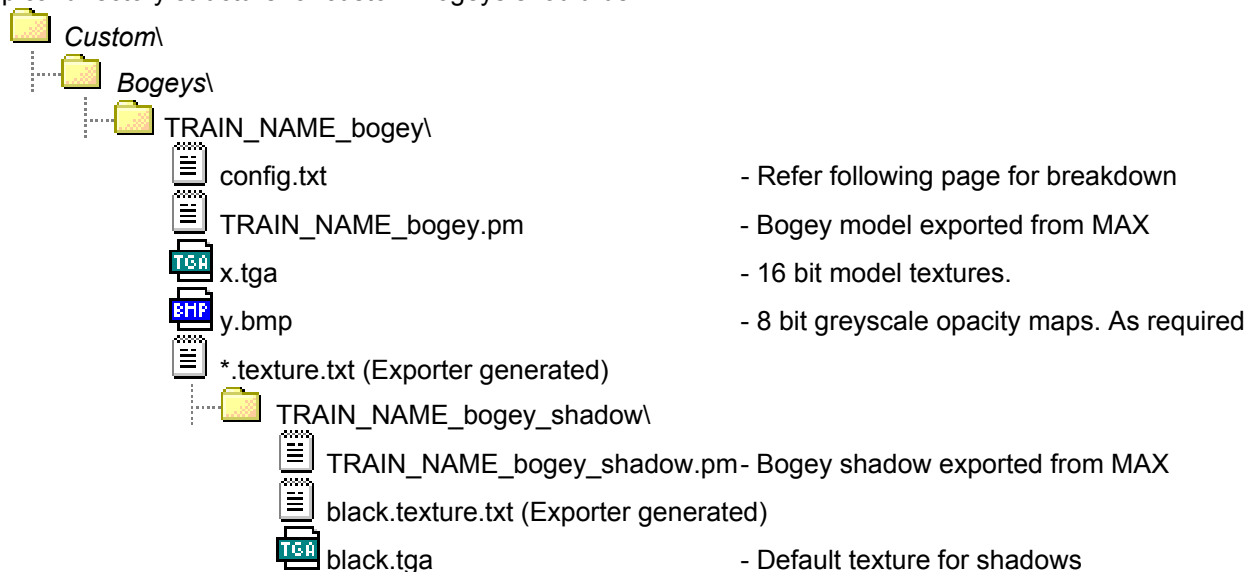 Custom\
Bogeys\
TRAIN_NAME_bogey\
config.txt - Refer following page for breakdown
TRAIN_NAME_bogey.pm - Bogey model exported from MAX
TGA x.tga - 16 bit model textures.
BMP y.bmp - 8 bit greyscale opacity maps. As required
*.texture.txt (Exporter generated)
TRAIN_NAME_bogey_shadow\
TRAIN_NAME_bogey_shadow.pm - Bogey shadow exported from MAX
black.texture.txt (Exporter generated)
TGA black.tga - Default texture for shadows